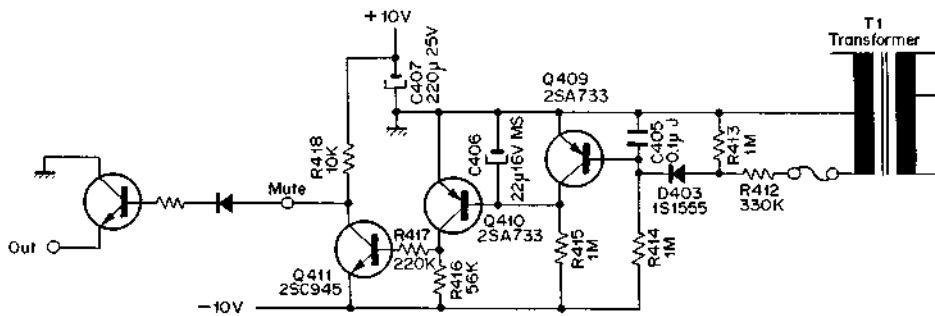 +10V
T1
Transformer
C407
220µ 25V
Q409
2SA733
R418
10K
C406
22µ16V MS
C405
0.1µ J
R413
1M
Mute
D403
1S1555
R412
330K
Out
Q410
2SA733
R417
220K
R416
56K
R415
1M
R414
1M
Q411
2SC945
−10V